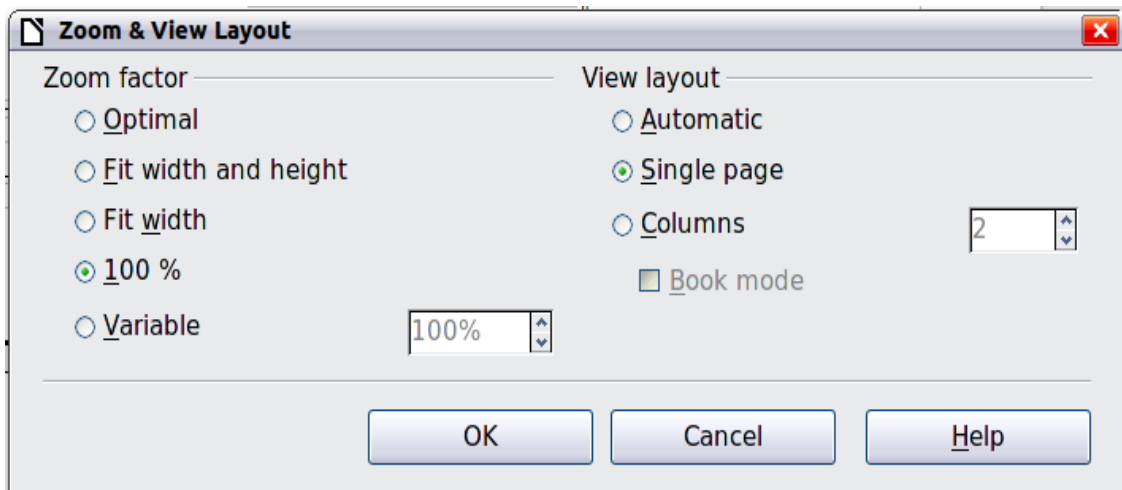 Zoom & View Layout
Zoom factor
Optimal
Fit width and height
Fit width
100 %
Variable
100%
View layout
Automatic
Single page
Columns
2
Book mode
OK
Cancel
Help